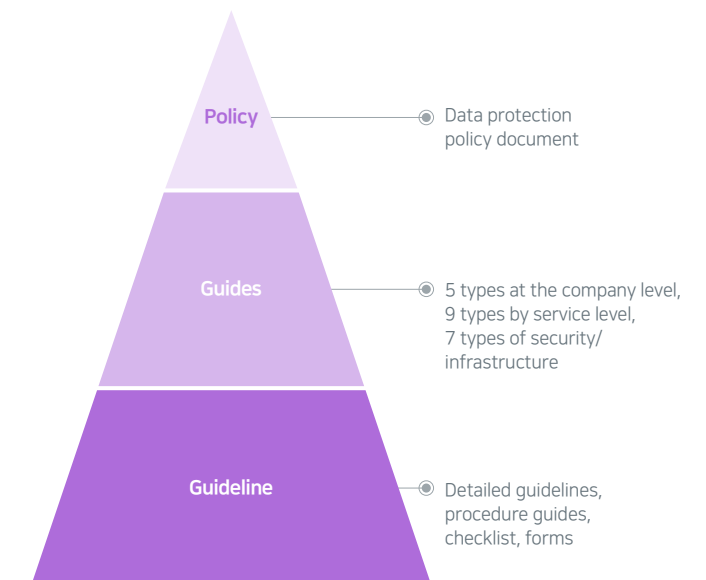 Policy
Data protection
policy document
Guides
5 types at the company level,
9 types by service level,
7 types of security/
infrastructure
Guideline
Detailed guidelines,
procedure guides,
checklist, forms